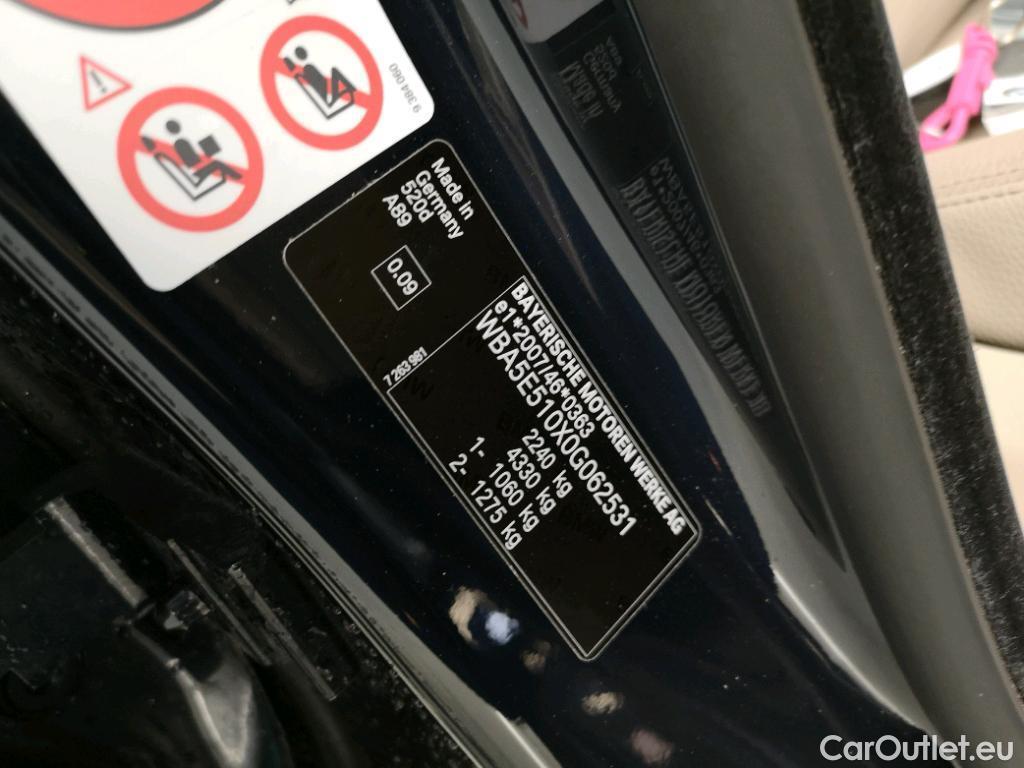 9 384 060
Made in
Germany
520d
A89
0.09
7 263 981
BAYERISCHE MOTOREN WERKE AG
e1*2007/46*0363
WBA5E510X0G062531
2240 kg
4330 kg
1- 1060 kg
2- 1275 kg
CarOutlet.eu